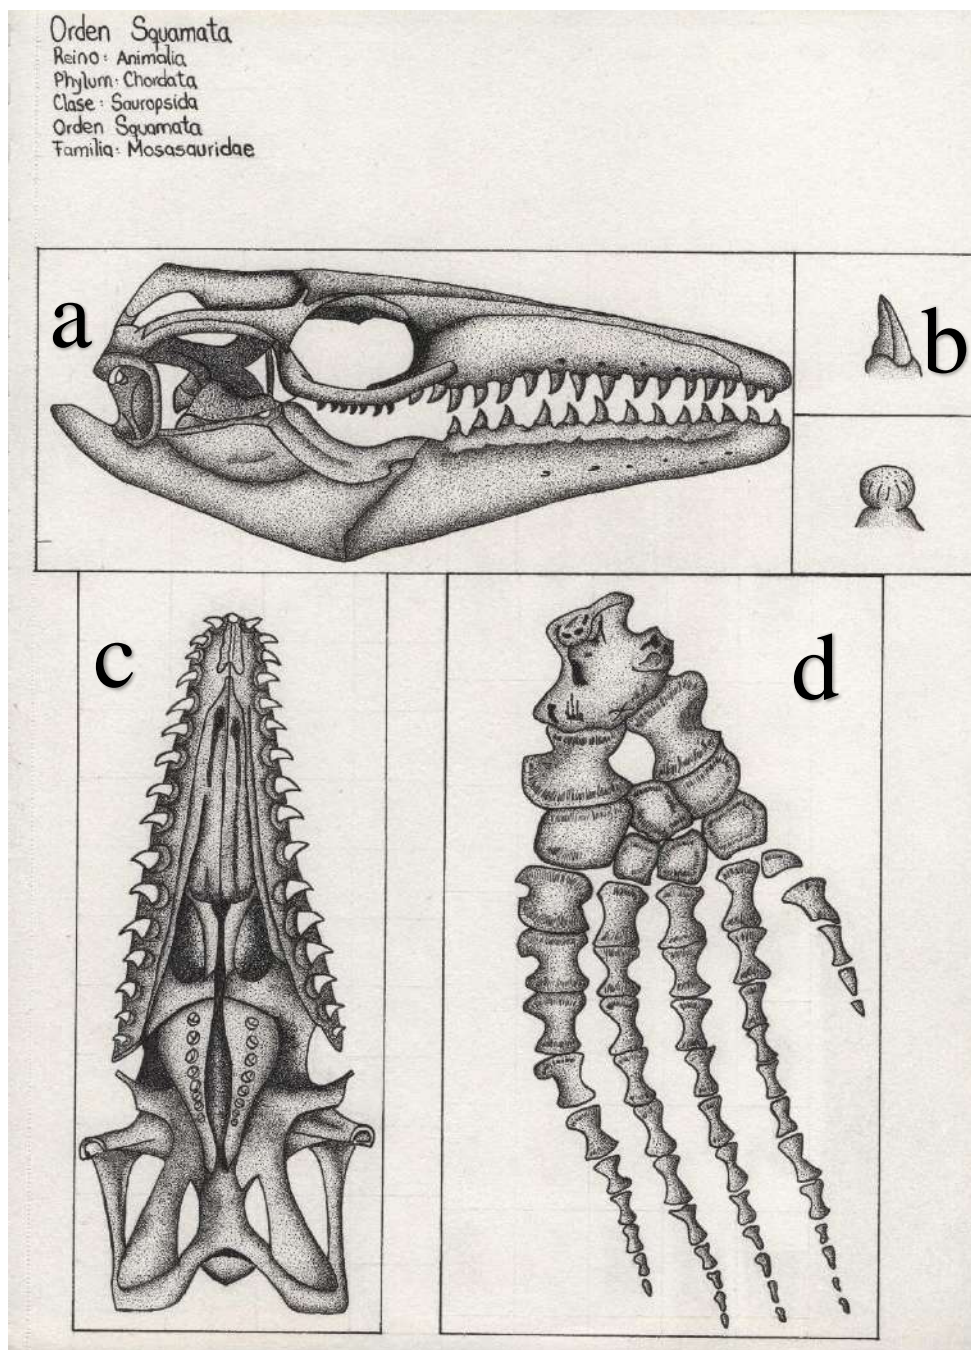 Orden Squamata
Reino: Animalia
Phylum: Chordata
Clase: Sauropsida
Orden Squamata
Familia: Mosasauridae
a
b
c
d